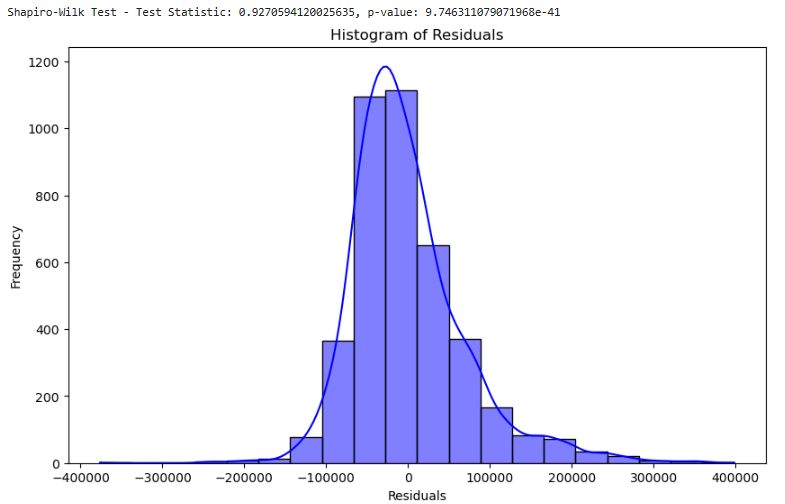 Shapiro-Wilk Test - Test Statistic: 0.9270594120025635, p-value: 9.746311079071968e-41
Histogram of Residuals
1200
1000
800
600
400
200
0
Frequency
−400000 −300000 −200000 −100000 0 100000 200000 300000 400000
Residuals